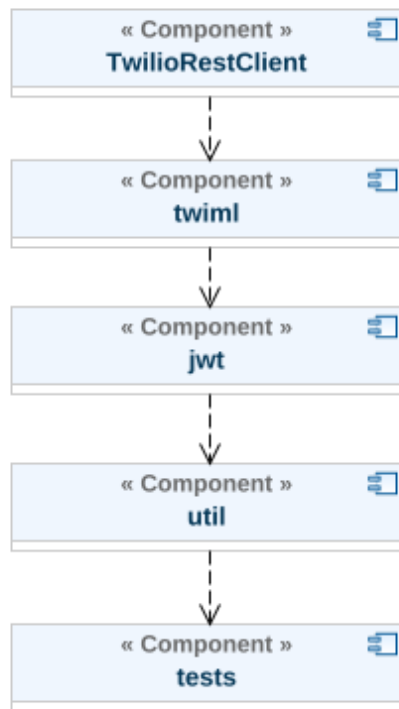 « Component »
TwilioRestClient
« Component »
twiml
« Component »
jwt
« Component »
util
« Component »
tests